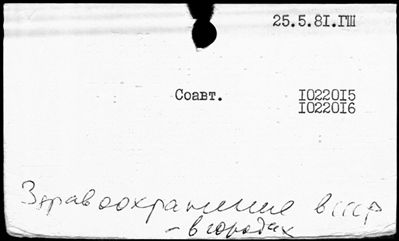 25.5.81.ГШ
Соавт. 1022015
1022016
Здравоохранение в СССР
- в городах